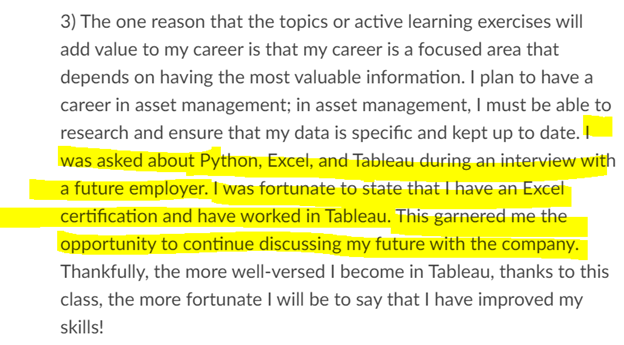 3) The one reason that the topics or active learning exercises will
add value to my career is that my career is a focused area that
depends on having the most valuable information. I plan to have a
career in asset management; in asset management, I must be able to
research and ensure that my data is specific and kept up to date. I
was asked about Python, Excel, and Tableau during an interview with
a future employer. I was fortunate to state that I have an Excel
certification and have worked in Tableau. This garnered me the
opportunity to continue discussing my future with the company.
Thankfully, the more well-versed I become in Tableau, thanks to this
class, the more fortunate I will be to say that I have improved my
skills!